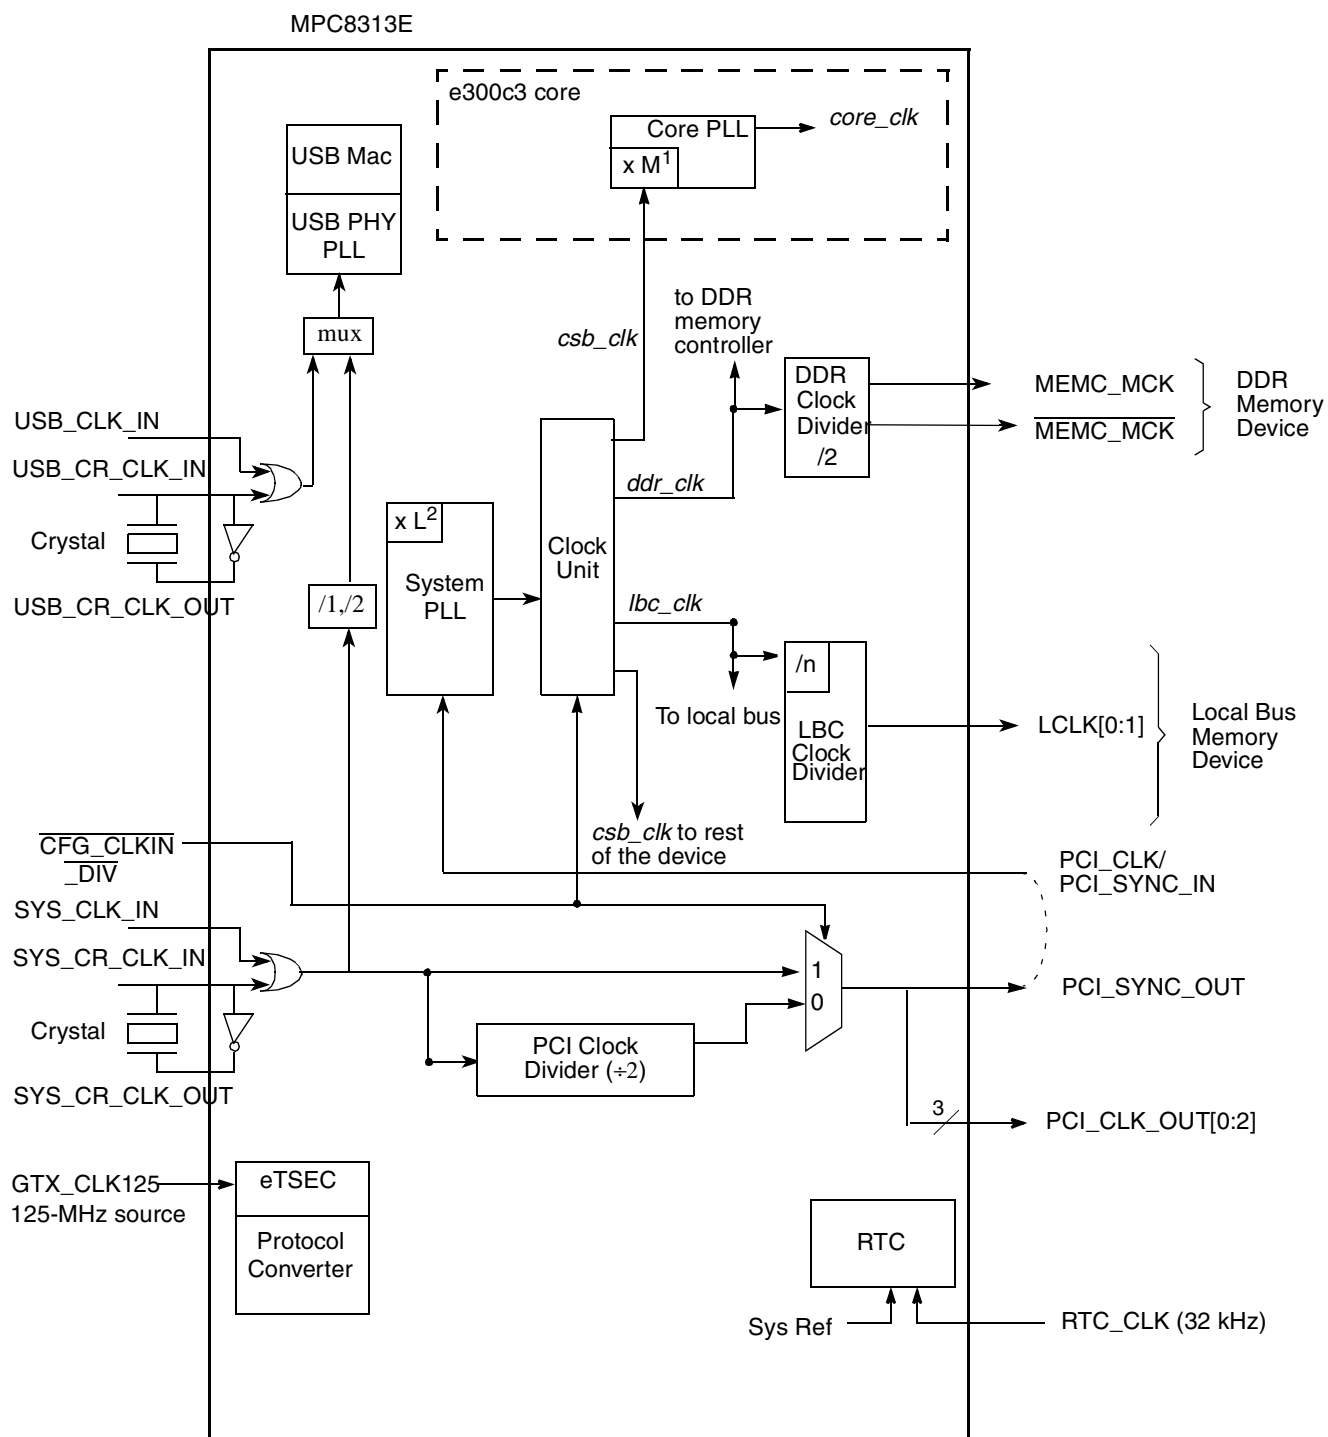 MPC8313E
e300c3 core
Core PLL
x M1
core_clk
USB Mac
USB PHY
PLL
mux
csb_clk
to DDR
memory
controller
DDR
Clock
Divider
/2
MEMC_MCK
MEMC_MCK
DDR
Memory
Device
USB_CLK_IN
USB_CR_CLK_IN
Crystal
USB_CR_CLK_OUT
/1,/2
x L2
System
PLL
Clock
Unit
ddr_clk
lbc_clk
/n
LBC
Clock
Divider
To local bus
LCLK[0:1]
Local Bus
Memory
Device
csb_clk to rest
of the device
CFG_CLKIN
_DIV
PCI_CLK/
PCI_SYNC_IN
SYS_CLK_IN
SYS_CR_CLK_IN
Crystal
SYS_CR_CLK_OUT
1
0
PCI_SYNC_OUT
PCI Clock
Divider (÷2)
3
PCI_CLK_OUT[0:2]
GTX_CLK125
125-MHz source
eTSEC
Protocol
Converter
RTC
Sys Ref
RTC_CLK (32 kHz)